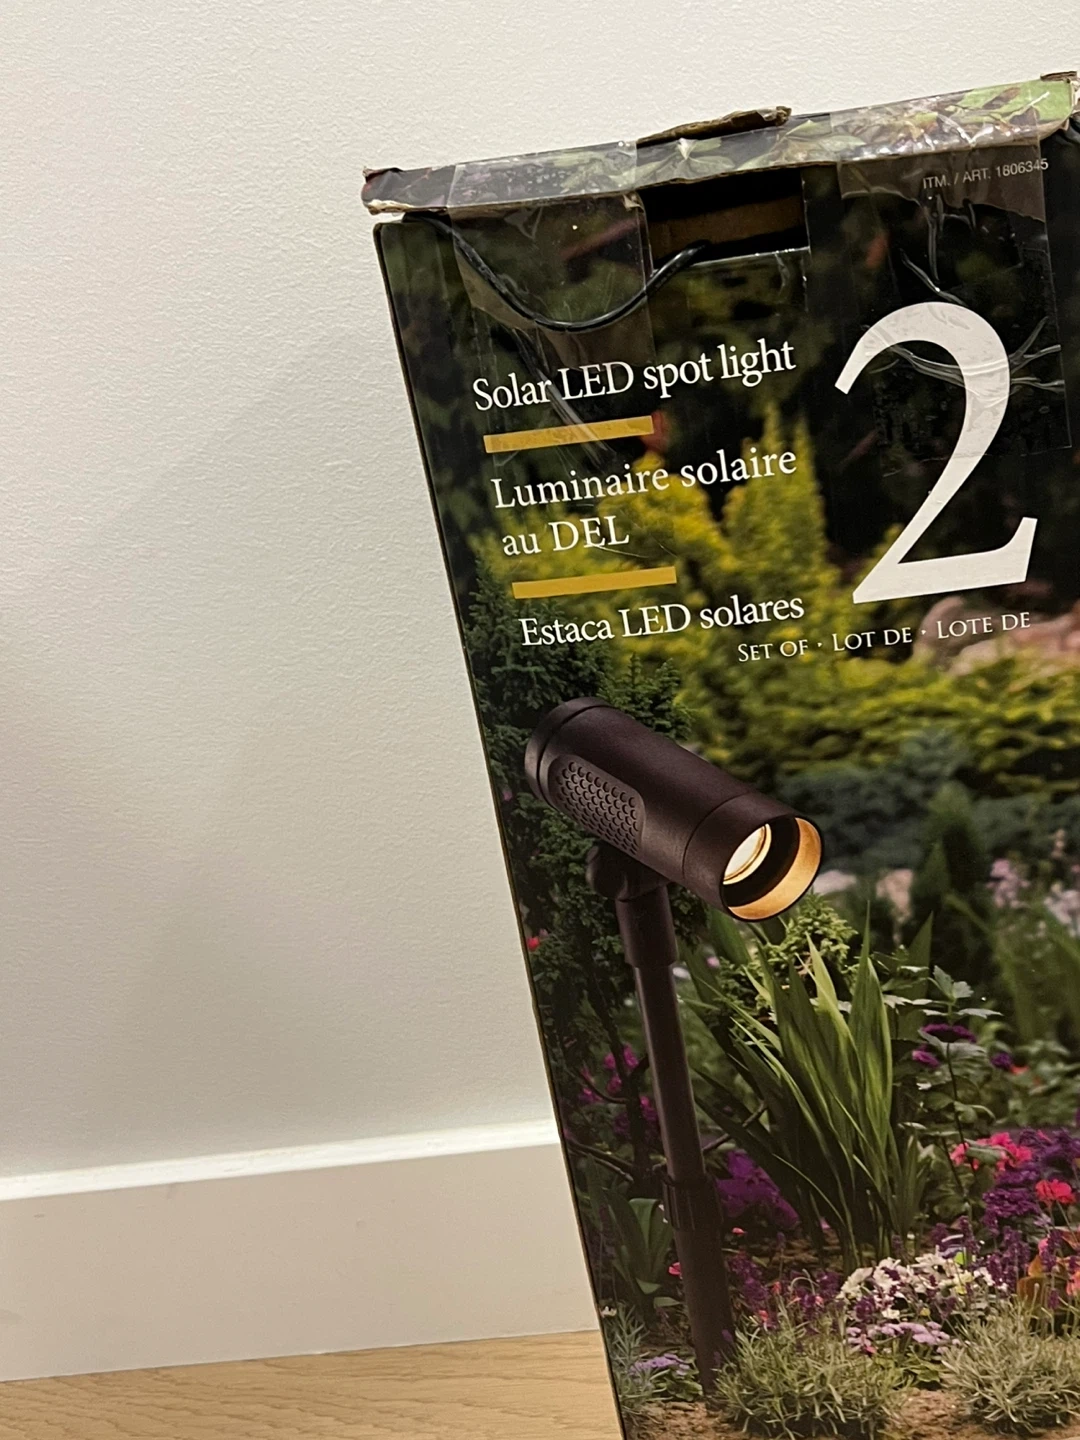 ITM. / ART. 1806345
Solar LED spot light
Luminaire solaire
au DEL
Estaca LED solares
2
SET OF · LOT DE · LOTE DE